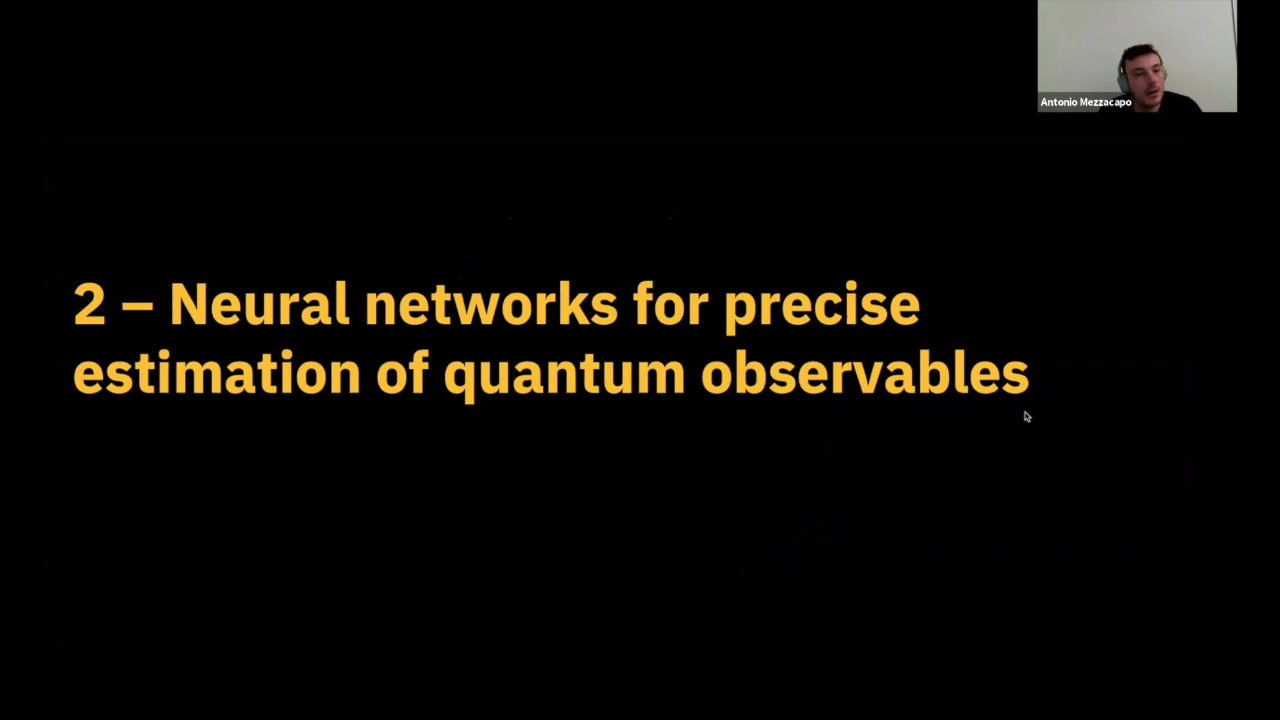 Antonio Mezzacapo
2 – Neural networks for precise
estimation of quantum observables